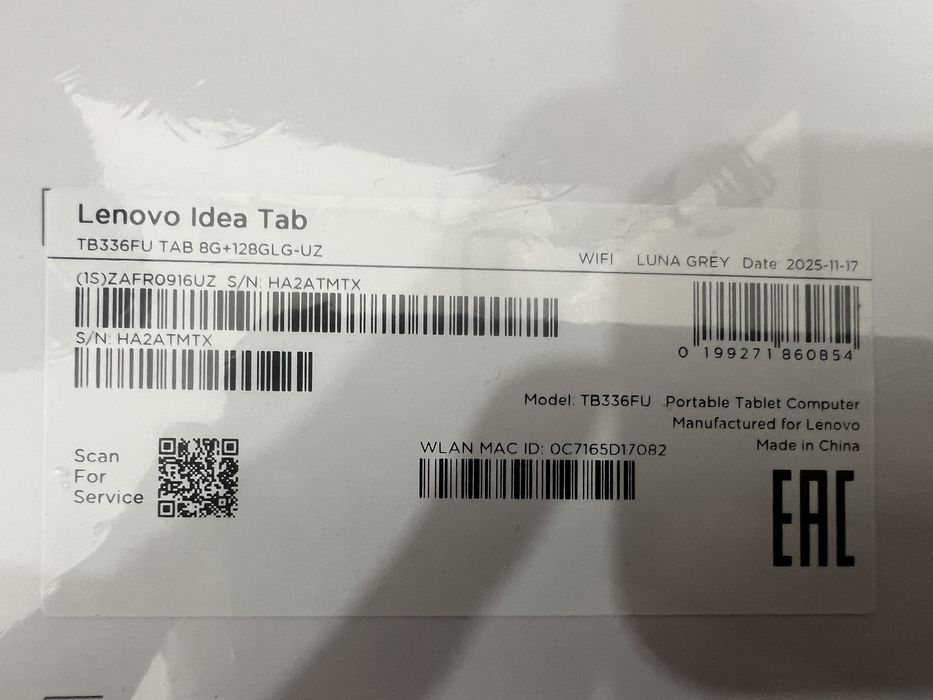 Lenovo Idea Tab
TB336FU TAB 8G+128GLG-UZ
WIFI LUNA GREY Date: 2025-11-17
(1S)ZAFR0916UZ S/N: HA2ATMTX
S/N: HA2ATMTX
0 199271 860854
Model: TB336FU Portable Tablet Computer
Manufactured for Lenovo
Made in China
WLAN MAC ID: 0C7165D17082
Scan
For
Service
EAC